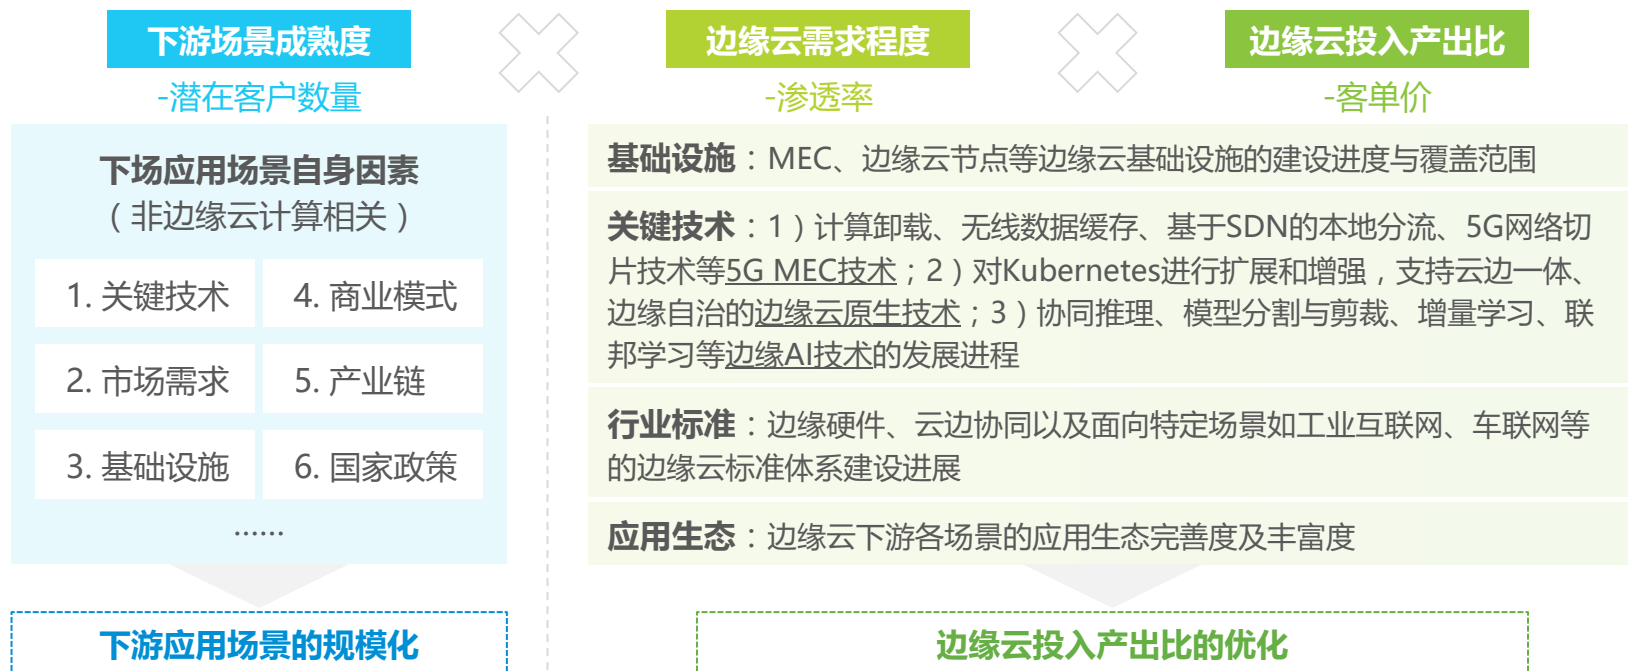 下游场景成熟度
-潜在客户数量
边缘云需求程度
-渗透率
边缘云投入产出比
-客单价
下场应用场景自身因素
（非边缘云计算相关）
1. 关键技术
4. 商业模式
2. 市场需求
5. 产业链
3. 基础设施
6. 国家政策
……
基础设施：MEC、边缘云节点等边缘云基础设施的建设进度与覆盖范围
关键技术：1）计算卸载、无线数据缓存、基于SDN的本地分流、5G网络切
片技术等5G MEC技术；2）对Kubernetes进行扩展和增强，支持云边一体、
边缘自治的边缘云原生技术；3）协同推理、模型分割与剪裁、增量学习、联
邦学习等边缘AI技术的发展进程
行业标准：边缘硬件、云边协同以及面向特定场景如工业互联网、车联网等
的边缘云标准体系建设进展
应用生态：边缘云下游各场景的应用生态完善度及丰富度
下游应用场景的规模化
边缘云投入产出比的优化